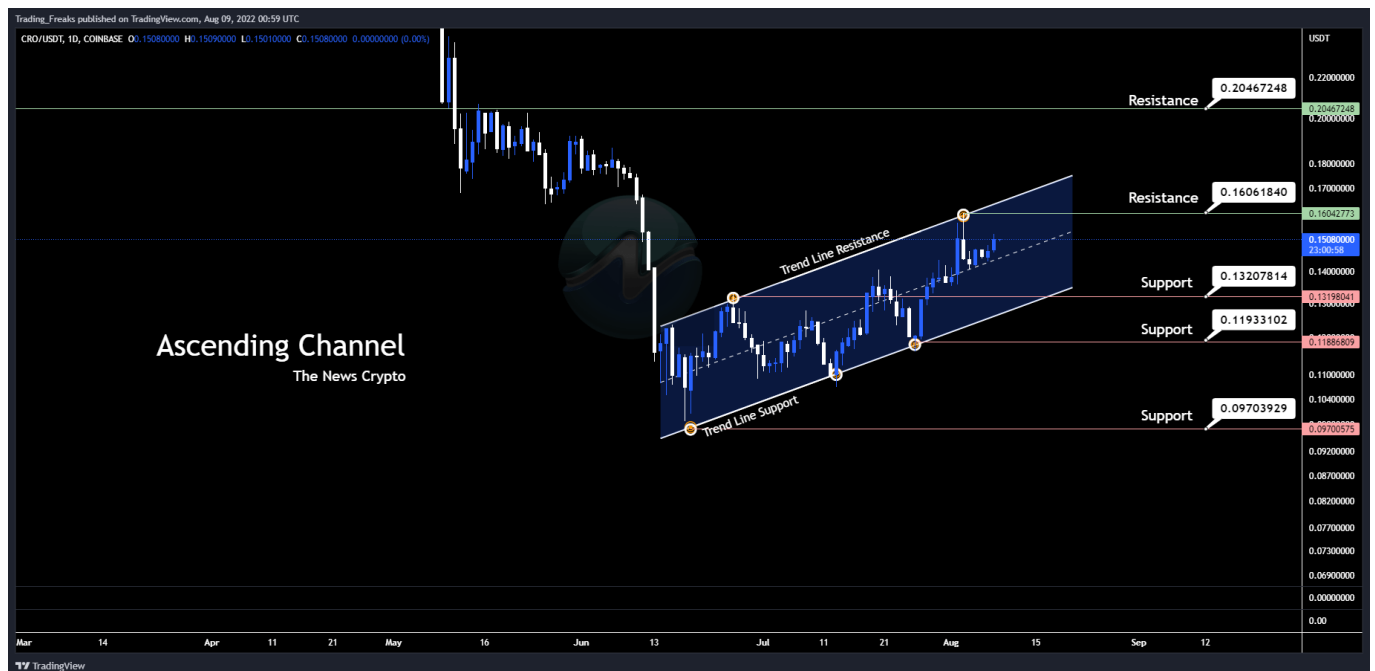 Trading_Freaks published on TradingView.com, Aug 09, 2022 00:59 UTC
CRO/USDT, 1D, COINBASE O0.15080000 H0.15090000 L0.15010000 C0.15080000 0.00000000 (0.00%)
USDT
0.22000000
0.20467248
Resistance
0.20467248
0.20000000
0.18000000
0.17000000
0.16061840
Resistance
0.16042773
0.15080000
23:00:58
Trend Line Resistance
0.14000000
0.13207814
Support
0.13198041
0.13000000
0.11933102
Support
0.11886809
Ascending Channel
The News Crypto
0.11000000
0.10400000
Trend Line Support
0.09703929
Support
0.09700575
0.09200000
0.08700000
0.08200000
0.07700000
0.07300000
0.06900000
0.00000000
0.00
Mar 14 Apr 11 21 May 16 Jun 13 Jul 11 21 Aug 15 Sep 12
TradingView